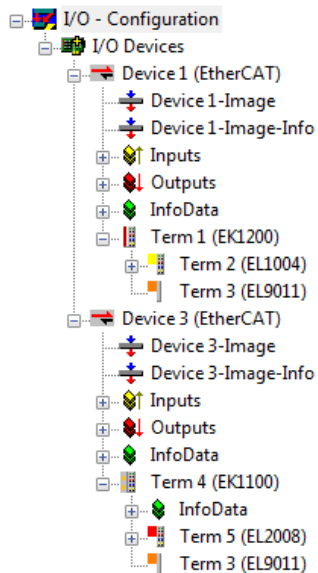 I/O - Configuration
I/O Devices
Device 1 (EtherCAT)
Device 1-Image
Device 1-Image-Info
Inputs
Outputs
InfoData
Term 1 (EK1200)
Term 2 (EL1004)
Term 3 (EL9011)
Device 3 (EtherCAT)
Device 3-Image
Device 3-Image-Info
Inputs
Outputs
InfoData
Term 4 (EK1100)
InfoData
Term 5 (EL2008)
Term 3 (EL9011)